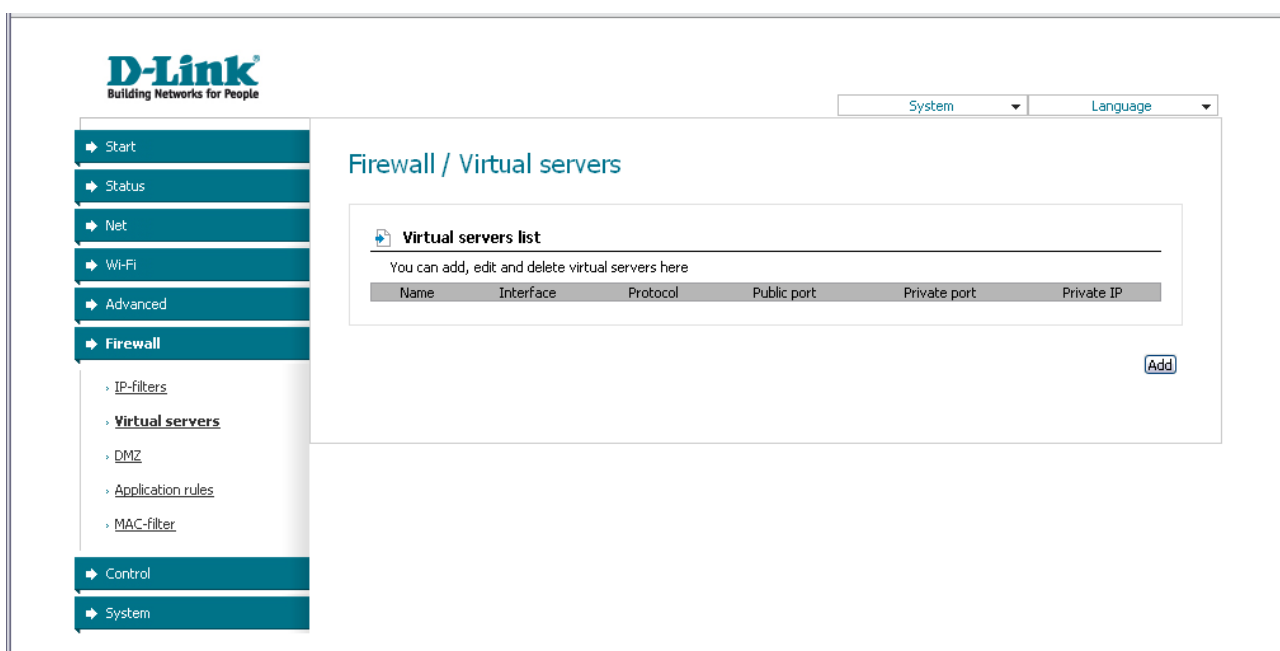 D-Link
Building Networks for People
System Language
Start
Status
Net
Wi-Fi
Advanced
Firewall
IP-filters
Virtual servers
DMZ
Application rules
MAC-filter
Control
System
Firewall / Virtual servers
Virtual servers list
You can add, edit and delete virtual servers here
Name Interface Protocol Public port Private port Private IP
Add